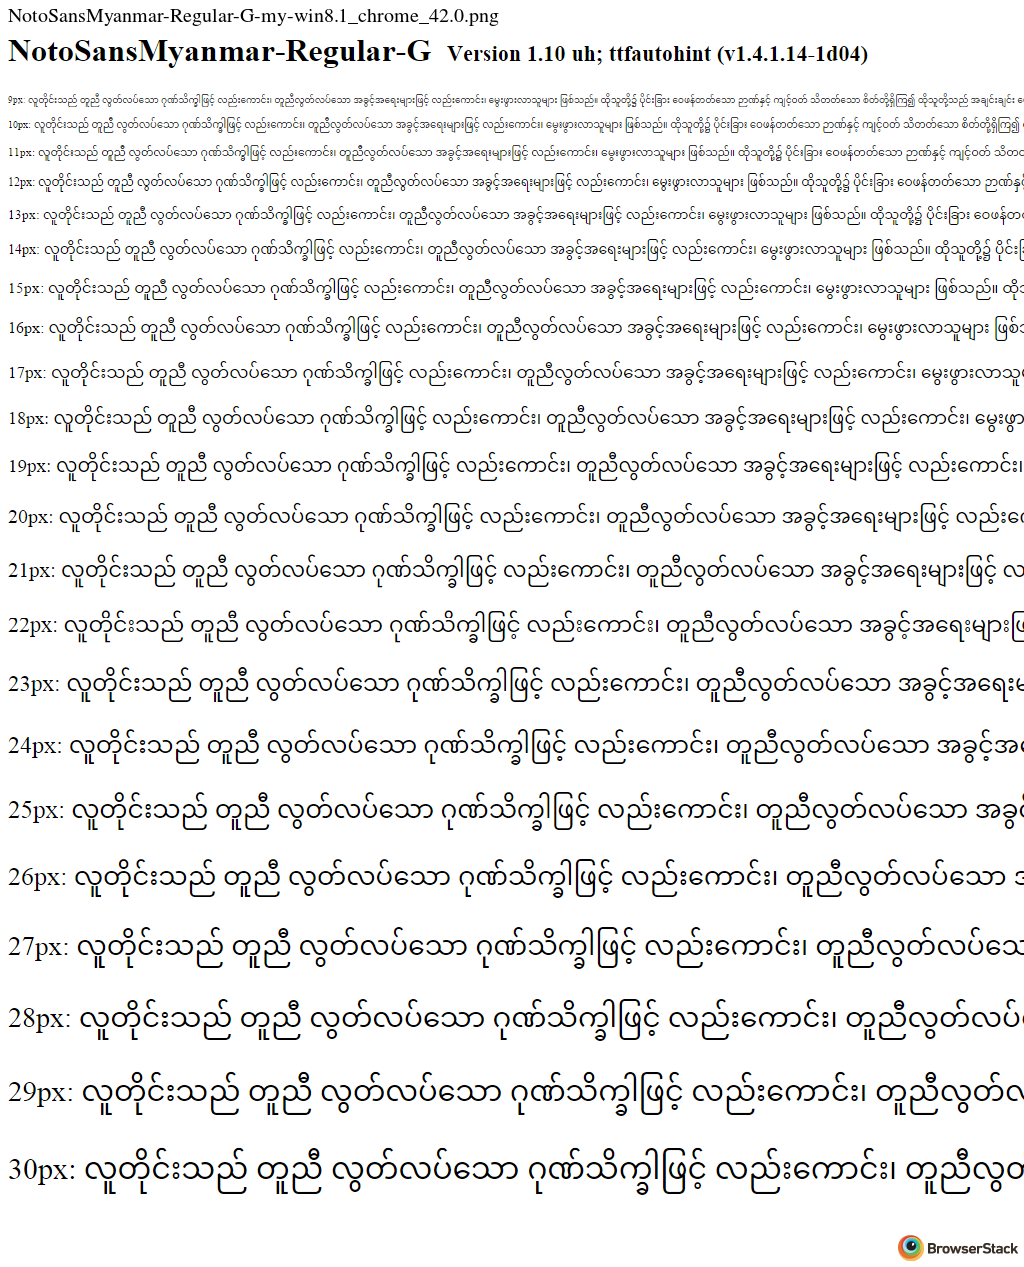 NotoSansMyanmar-Regular-G-my-win8.1_chrome_42.0.png
NotoSansMyanmar-Regular-G Version 1.10 uh; ttfautohint (v1.4.1.14-1d04)
9px: လူတိုင်းသည် တူညီ လွတ်လပ်သော ဂုဏ်သိက္ခါဖြင့် လည်းကောင်း၊ တူညီလွတ်လပ်သော အခွင့်အရေးများဖြင့် လည်းကောင်း၊ မွေးဖွားလာသူများ ဖြစ်သည်။ ထိုသူတို့၌ ပိုင်းခြား ဝေဖန်တတ်သော ဉာဏ်နှင့် ကျင့်ဝတ် သိတတ်သော စိတ်တို့ရှိကြ၍ ထိုသူတို့သည် အချင်းချင်း
10px: လူတိုင်းသည် တူညီ လွတ်လပ်သော ဂုဏ်သိက္ခါဖြင့် လည်းကောင်း၊ တူညီလွတ်လပ်သော အခွင့်အရေးများဖြင့် လည်းကောင်း၊ မွေးဖွားလာသူများ ဖြစ်သည်။ ထိုသူတို့၌ ပိုင်းခြား ဝေဖန်တတ်သော ဉာဏ်နှင့် ကျင့်ဝတ် သိတတ်သော စိတ်တို့ရှိကြ၍
11px: လူတိုင်းသည် တူညီ လွတ်လပ်သော ဂုဏ်သိက္ခါဖြင့် လည်းကောင်း၊ တူညီလွတ်လပ်သော အခွင့်အရေးများဖြင့် လည်းကောင်း၊ မွေးဖွားလာသူများ ဖြစ်သည်။ ထိုသူတို့၌ ပိုင်းခြား ဝေဖန်တတ်သော ဉာဏ်နှင့် ကျင့်ဝတ်
12px: လူတိုင်းသည် တူညီ လွတ်လပ်သော ဂုဏ်သိက္ခါဖြင့် လည်းကောင်း၊ တူညီလွတ်လပ်သော အခွင့်အရေးများဖြင့် လည်းကောင်း၊ မွေးဖွားလာသူများ ဖြစ်သည်။ ထိုသူတို့၌ ပိုင်းခြား ဝေဖန်တတ်သော
13px: လူတိုင်းသည် တူညီ လွတ်လပ်သော ဂုဏ်သိက္ခါဖြင့် လည်းကောင်း၊ တူညီလွတ်လပ်သော အခွင့်အရေးများဖြင့် လည်းကောင်း၊ မွေးဖွားလာသူများ ဖြစ်သည်။ ထိုသူတို့၌ ပိုင်းခြား
14px: လူတိုင်းသည် တူညီ လွတ်လပ်သော ဂုဏ်သိက္ခါဖြင့် လည်းကောင်း၊ တူညီလွတ်လပ်သော အခွင့်အရေးများဖြင့် လည်းကောင်း၊ မွေးဖွားလာသူများ ဖြစ်သည်။ ထိုသူတို့၌
15px: လူတိုင်းသည် တူညီ လွတ်လပ်သော ဂုဏ်သိက္ခါဖြင့် လည်းကောင်း၊ တူညီလွတ်လပ်သော အခွင့်အရေးများဖြင့် လည်းကောင်း၊ မွေးဖွားလာသူများ ဖြစ်သည်။
16px: လူတိုင်းသည် တူညီ လွတ်လပ်သော ဂုဏ်သိက္ခါဖြင့် လည်းကောင်း၊ တူညီလွတ်လပ်သော အခွင့်အရေးများဖြင့် လည်းကောင်း၊ မွေးဖွားလာသူများ
17px: လူတိုင်းသည် တူညီ လွတ်လပ်သော ဂုဏ်သိက္ခါဖြင့် လည်းကောင်း၊ တူညီလွတ်လပ်သော အခွင့်အရေးများဖြင့် လည်းကောင်း၊
18px: လူတိုင်းသည် တူညီ လွတ်လပ်သော ဂုဏ်သိက္ခါဖြင့် လည်းကောင်း၊ တူညီလွတ်လပ်သော အခွင့်အရေးများဖြင့် လည်းကောင်း၊
19px: လူတိုင်းသည် တူညီ လွတ်လပ်သော ဂုဏ်သိက္ခါဖြင့် လည်းကောင်း၊ တူညီလွတ်လပ်သော အခွင့်အရေးများဖြင့် လည်းကောင်း၊
20px: လူတိုင်းသည် တူညီ လွတ်လပ်သော ဂုဏ်သိက္ခါဖြင့် လည်းကောင်း၊ တူညီလွတ်လပ်သော အခွင့်အရေးများဖြင့်
21px: လူတိုင်းသည် တူညီ လွတ်လပ်သော ဂုဏ်သိက္ခါဖြင့် လည်းကောင်း၊ တူညီလွတ်လပ်သော အခွင့်အရေးများဖြင့်
22px: လူတိုင်းသည် တူညီ လွတ်လပ်သော ဂုဏ်သိက္ခါဖြင့် လည်းကောင်း၊ တူညီလွတ်လပ်သော အခွင့်အရေးများ
23px: လူတိုင်းသည် တူညီ လွတ်လပ်သော ဂုဏ်သိက္ခါဖြင့် လည်းကောင်း၊ တူညီလွတ်လပ်သော အခွင့်အရေး
24px: လူတိုင်းသည် တူညီ လွတ်လပ်သော ဂုဏ်သိက္ခါဖြင့် လည်းကောင်း၊ တူညီလွတ်လပ်သော အခွင့်အ
25px: လူတိုင်းသည် တူညီ လွတ်လပ်သော ဂုဏ်သိက္ခါဖြင့် လည်းကောင်း၊ တူညီလွတ်လပ်သော
26px: လူတိုင်းသည် တူညီ လွတ်လပ်သော ဂုဏ်သိက္ခါဖြင့် လည်းကောင်း၊ တူညီလွတ်လပ်သော
27px: လူတိုင်းသည် တူညီ လွတ်လပ်သော ဂုဏ်သိက္ခါဖြင့် လည်းကောင်း၊ တူညီလွတ်လပ်သေ
28px: လူတိုင်းသည် တူညီ လွတ်လပ်သော ဂုဏ်သိက္ခါဖြင့် လည်းကောင်း၊ တူညီလွတ်လပ်
29px: လူတိုင်းသည် တူညီ လွတ်လပ်သော ဂုဏ်သိက္ခါဖြင့် လည်းကောင်း၊ တူညီလွတ်လ
30px: လူတိုင်းသည် တူညီ လွတ်လပ်သော ဂုဏ်သိက္ခါဖြင့် လည်းကောင်း၊ တူညီလွတ
BrowserStack